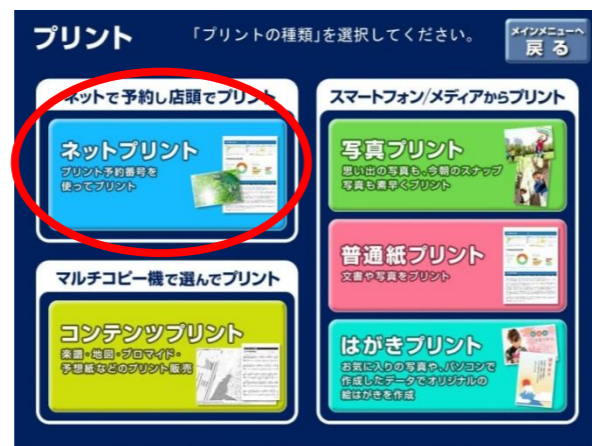 プリント
「プリントの種類」を選択してください。
メインメニューへ
戻る
ネットで予約し店頭でプリント
ネットプリント
プリント予約番号を
使ってプリント
マルチコピー機で選んでプリント
コンテンツプリント
楽譜・地図・ブロマイド・
予想紙などのプリント販売
スマートフォン/メディアからプリント
写真プリント
思い出の写真も、今朝のスナップ
写真も素早くプリント
普通紙プリント
文書や写真をプリント
はがきプリント
お気に入りの写真や、パソコンで
作成したデータでオリジナルの
絵はがきを作成